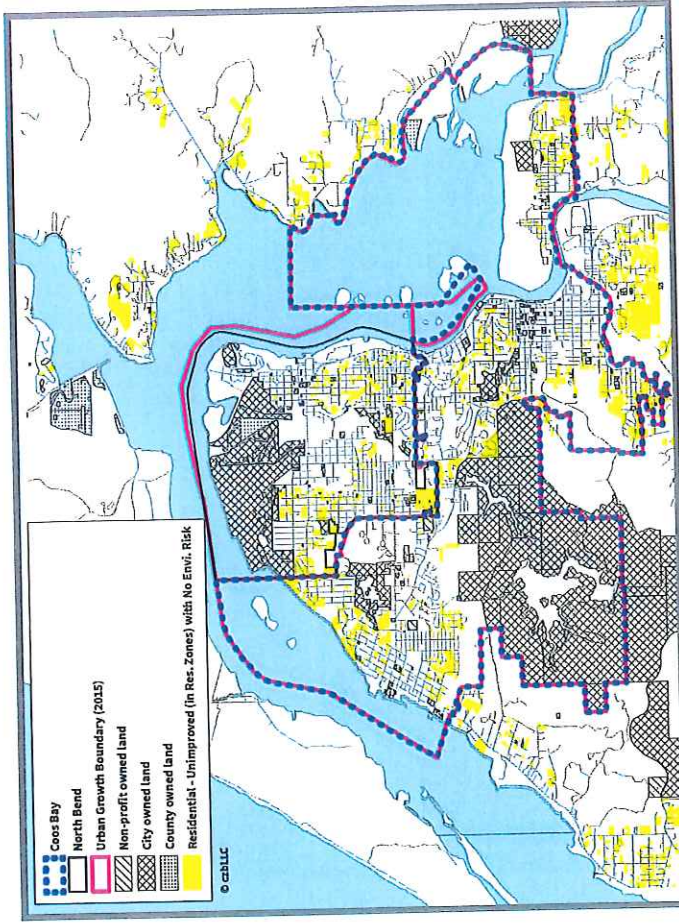 Coos Bay
North Bend
Urban Growth Boundary (2015)
Non-profit owned land
City owned land
County owned land
Residential - Unimproved (in Res. Zones) with No Envi. Risk
© czbLLC